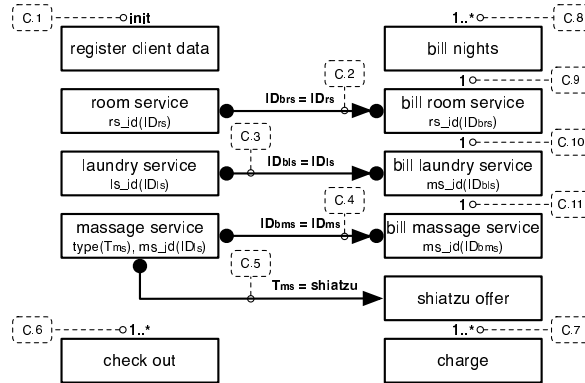 C.1 init 1..* C.8
register client data bill nights
C.2 1 C.9
room service IDbrs = IDrs bill room service
rs_id(IDrs) rs_id(IDbrs)
C.3 1 C.10
laundry service IDbls = IDls bill laundry service
ls_id(IDls) ms_id(IDbls)
C.4 1 C.11
massage service IDbms = IDms bill massage service
type(Tms), ms_id(IDls) ms_id(IDbms)
C.5
Tms = shiatzu shiatzu offer
C.6 1..* 1..* C.7
check out charge